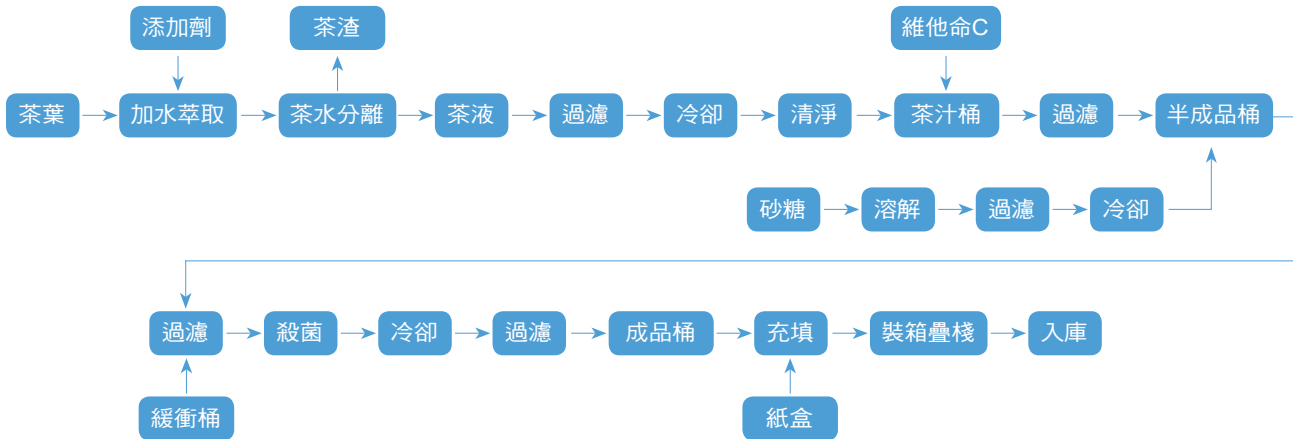 添加劑
茶渣
維他命C
茶葉
加水萃取
茶水分離
茶液
過濾
冷卻
清淨
茶汁桶
過濾
半成品桶
砂糖
溶解
過濾
冷卻
過濾
殺菌
冷卻
過濾
成品桶
充填
裝箱疊棧
入庫
緩衝桶
紙盒